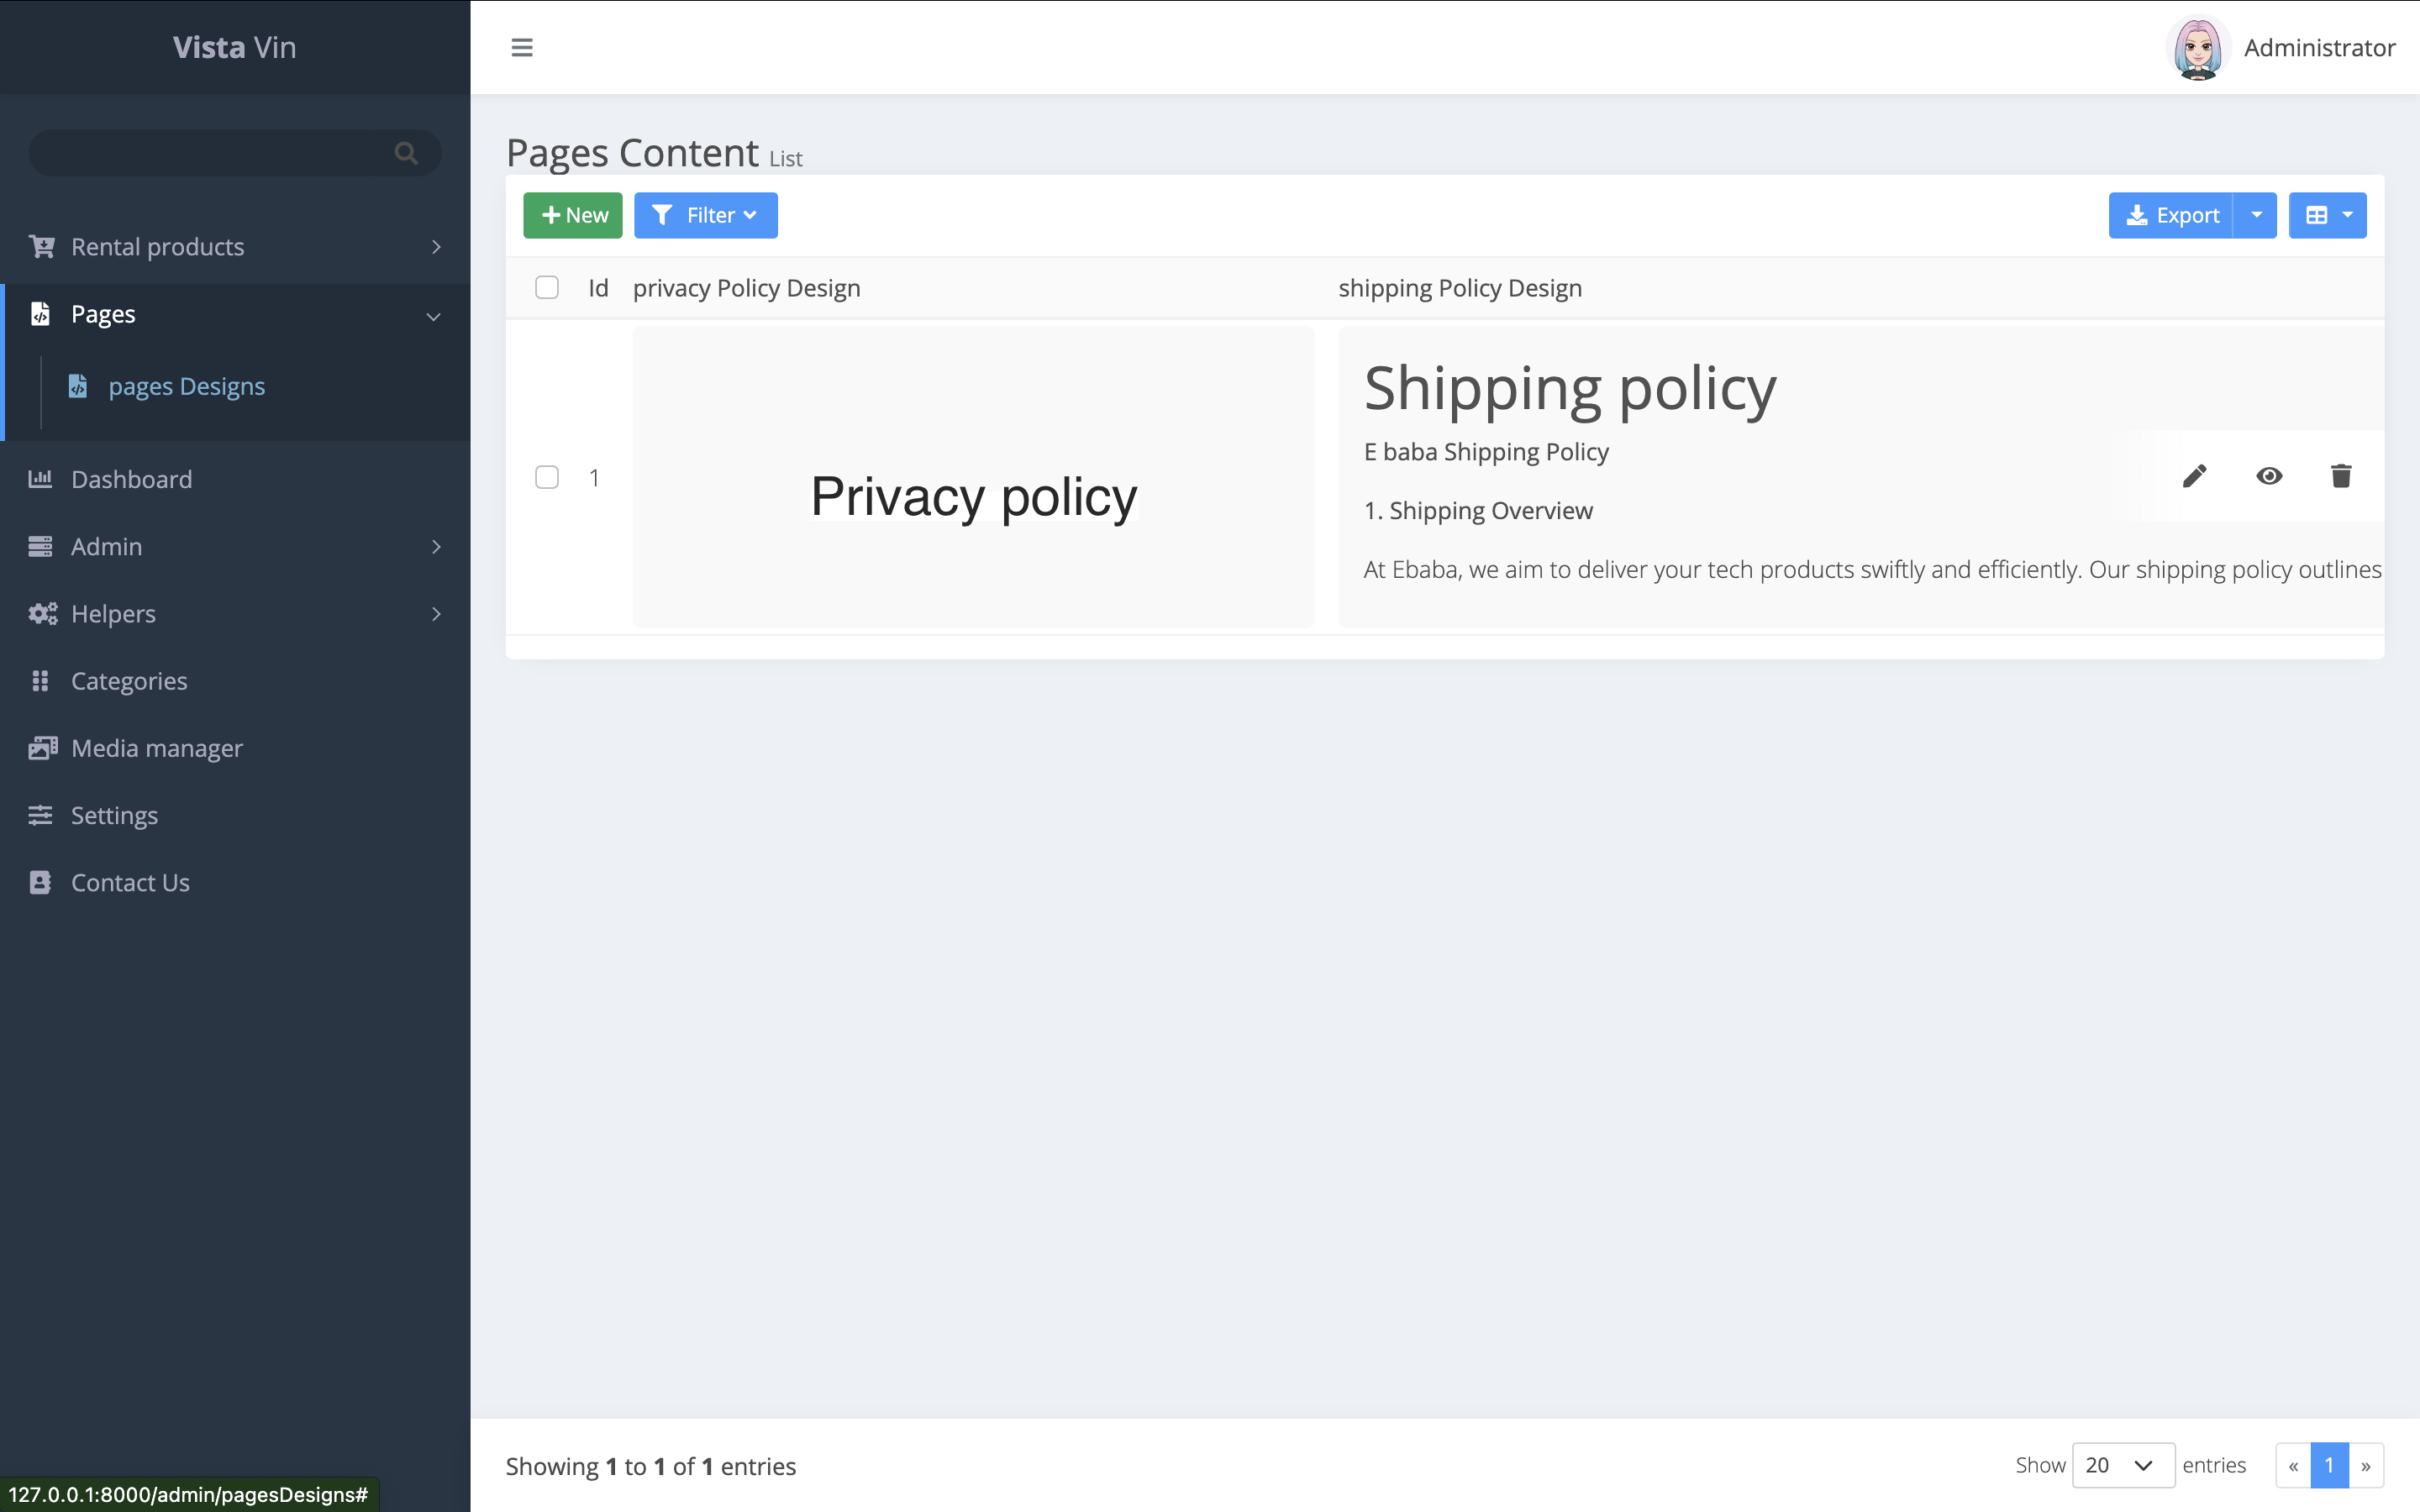 Vista Vin
Administrator
Rental products
Pages
pages Designs
Dashboard
Admin
Helpers
Categories
Media manager
Settings
Contact Us
Pages Content List
New
Filter
Export
Id
privacy Policy Design
shipping Policy Design
1
Privacy policy
Shipping policy
E baba Shipping Policy
1. Shipping Overview
At Ebaba, we aim to deliver your tech products swiftly and efficiently. Our shipping policy outlines
Showing 1 to 1 of 1 entries
Show 20 entries
« 1 »
127.0.0.1:8000/admin/pagesDesigns#